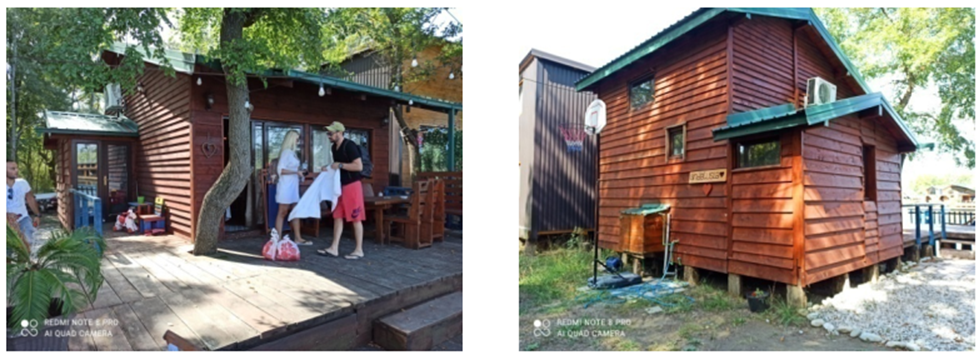 REDMI NOTE 8 PRO
AI QUAD CAMERA
REDMI NOTE 8 PRO
AI QUAD CAMERA